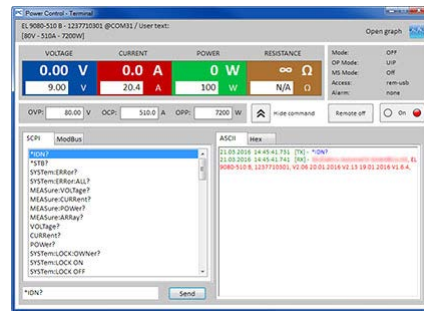 Power Control - Terminal
EL 9080-510 B - 1237710301 @COM31 / User text:
[80V - 510A - 7200W]
Open graph
VOLTAGE CURRENT POWER RESISTANCE
0.00 V 0.0 A 0 W ∞ Ω
9.00 V 20.4 A 100 W N/A Ω
Mode: OFF
OP Mode: UIP
MS Mode: Off
Access: rem-usb
Alarm: none
OVP: 80.00 V OCP: 510.0 A OPP: 7200 W hide command Remote off On
SCPI ModBus
*IDN?
*STB?
SYSTem:ERRor?
SYSTem:ERRor:ALL?
MEASure:VOLTage?
MEASure:CURRent?
MEASure:POWer?
MEASure:ARRay?
VOLTage?
CURRent?
POWer?
SYSTem:LOCK:OWNer?
SYSTem:LOCK ON
SYSTem:LOCK OFF
*IDN? Send
ASCII Hex
21.03.2016 14:45:41.731 (TX) - *IDN?
21.03.2016 14:45:41.741 (RX) - EL
9080-510 B, 1237710301, V2.06 20.01.2016 V2.13 19.01.2016 V1.6.4,